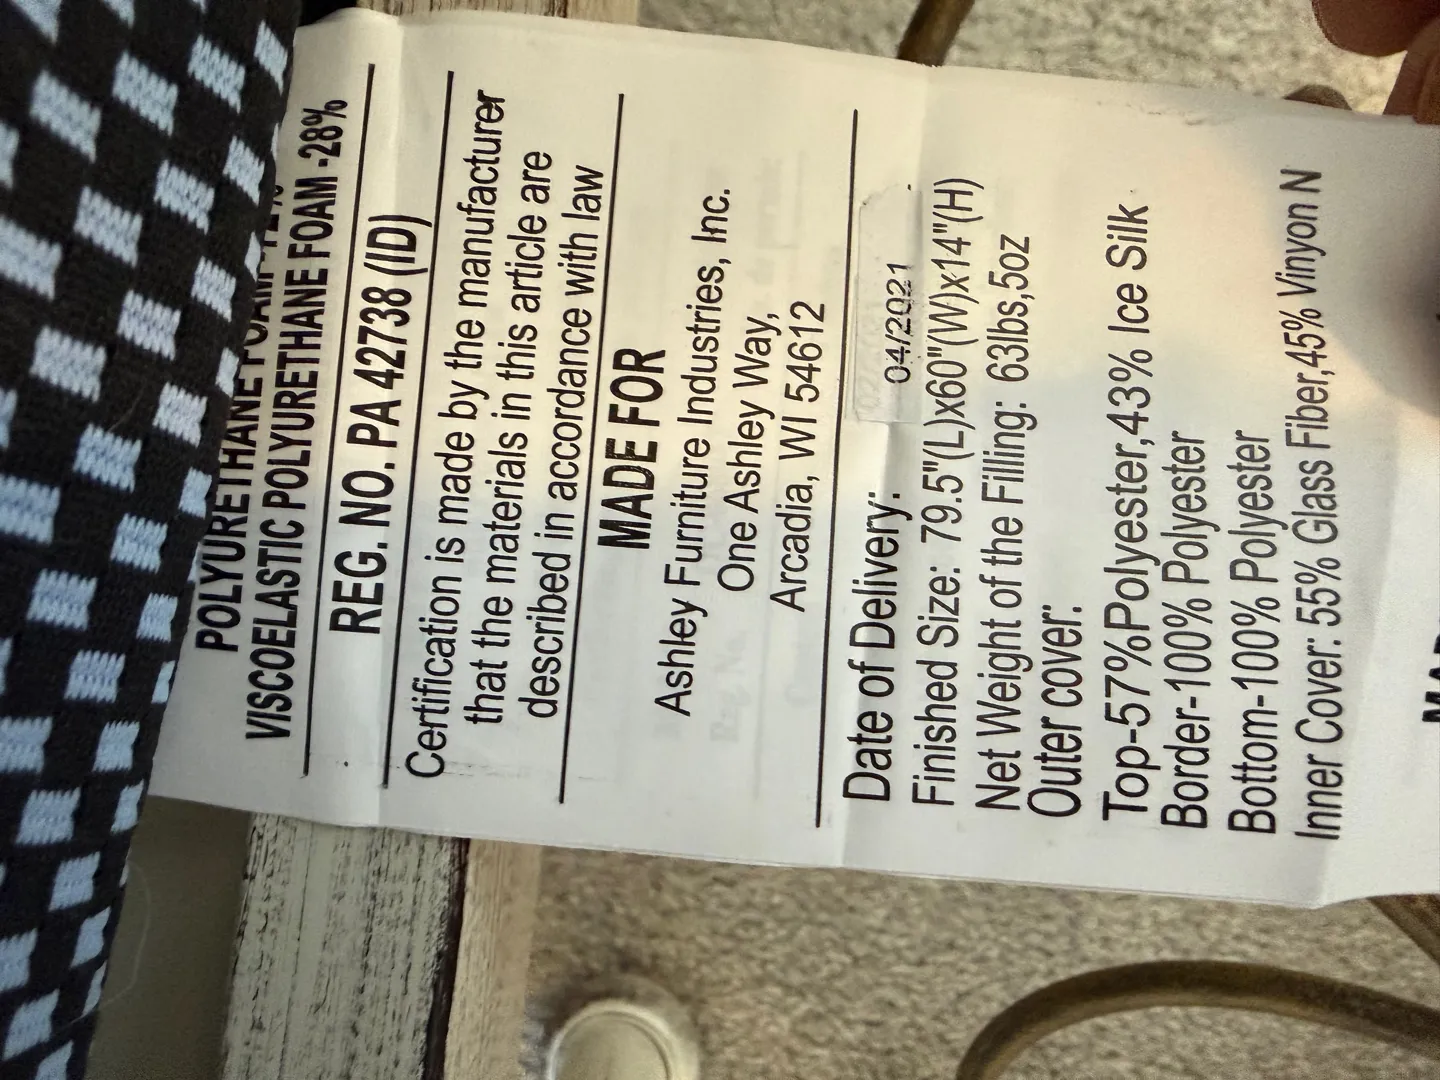 POLYURETHANE
VISCOELASTIC POLYURETHANE FOAM -28%
REG. NO. PA 42738 (ID)
Certification is made by the manufacturer
that the materials in this article are
described in accordance with law
MADE FOR
Ashley Furniture Industries, Inc.
One Ashley Way,
Arcadia, WI 54612
Date of Delivery: 04/2021
Finished Size: 79.5"(L)x60"(W)x14"(H)
Net Weight of the Filling: 63lbs,5oz
Outer cover:
Top-57%Polyester,43% Ice Silk
Border-100% Polyester
Bottom-100% Polyester
Inner Cover: 55% Glass Fiber,45% Vinyon N